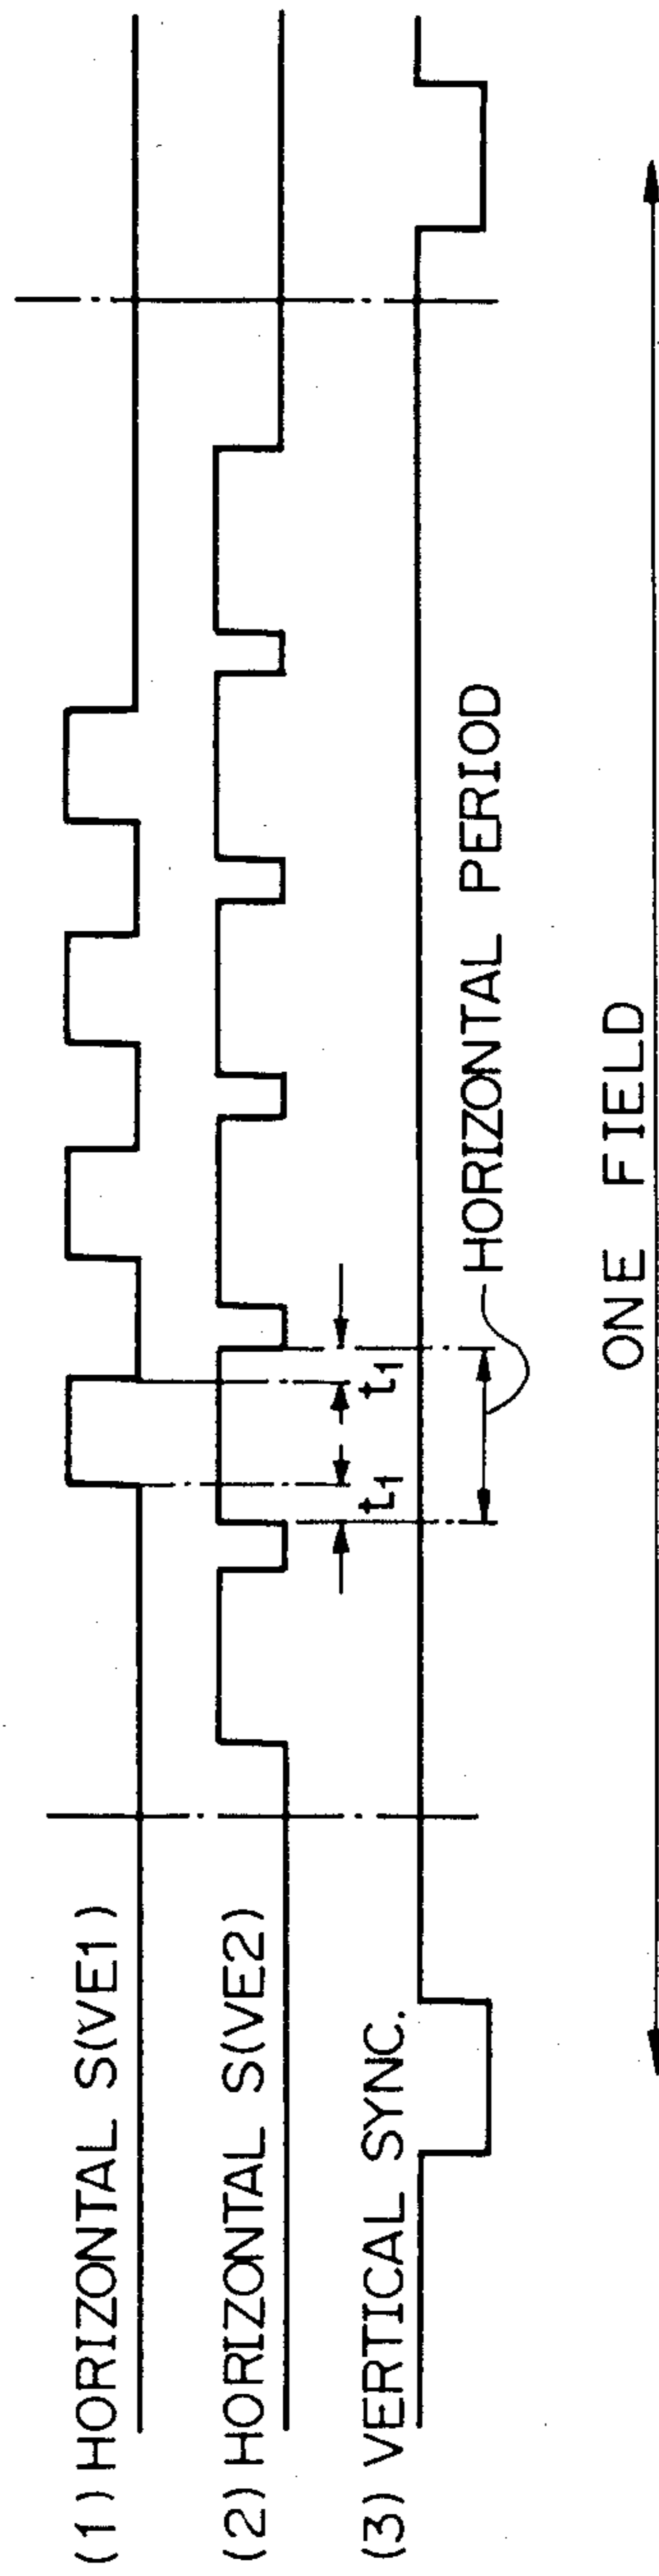 (1) HORIZONTAL S(VE1)
(2) HORIZONTAL S(VE2)
(3) VERTICAL SYNC.
t1
t1
HORIZONTAL PERIOD
ONE FIELD